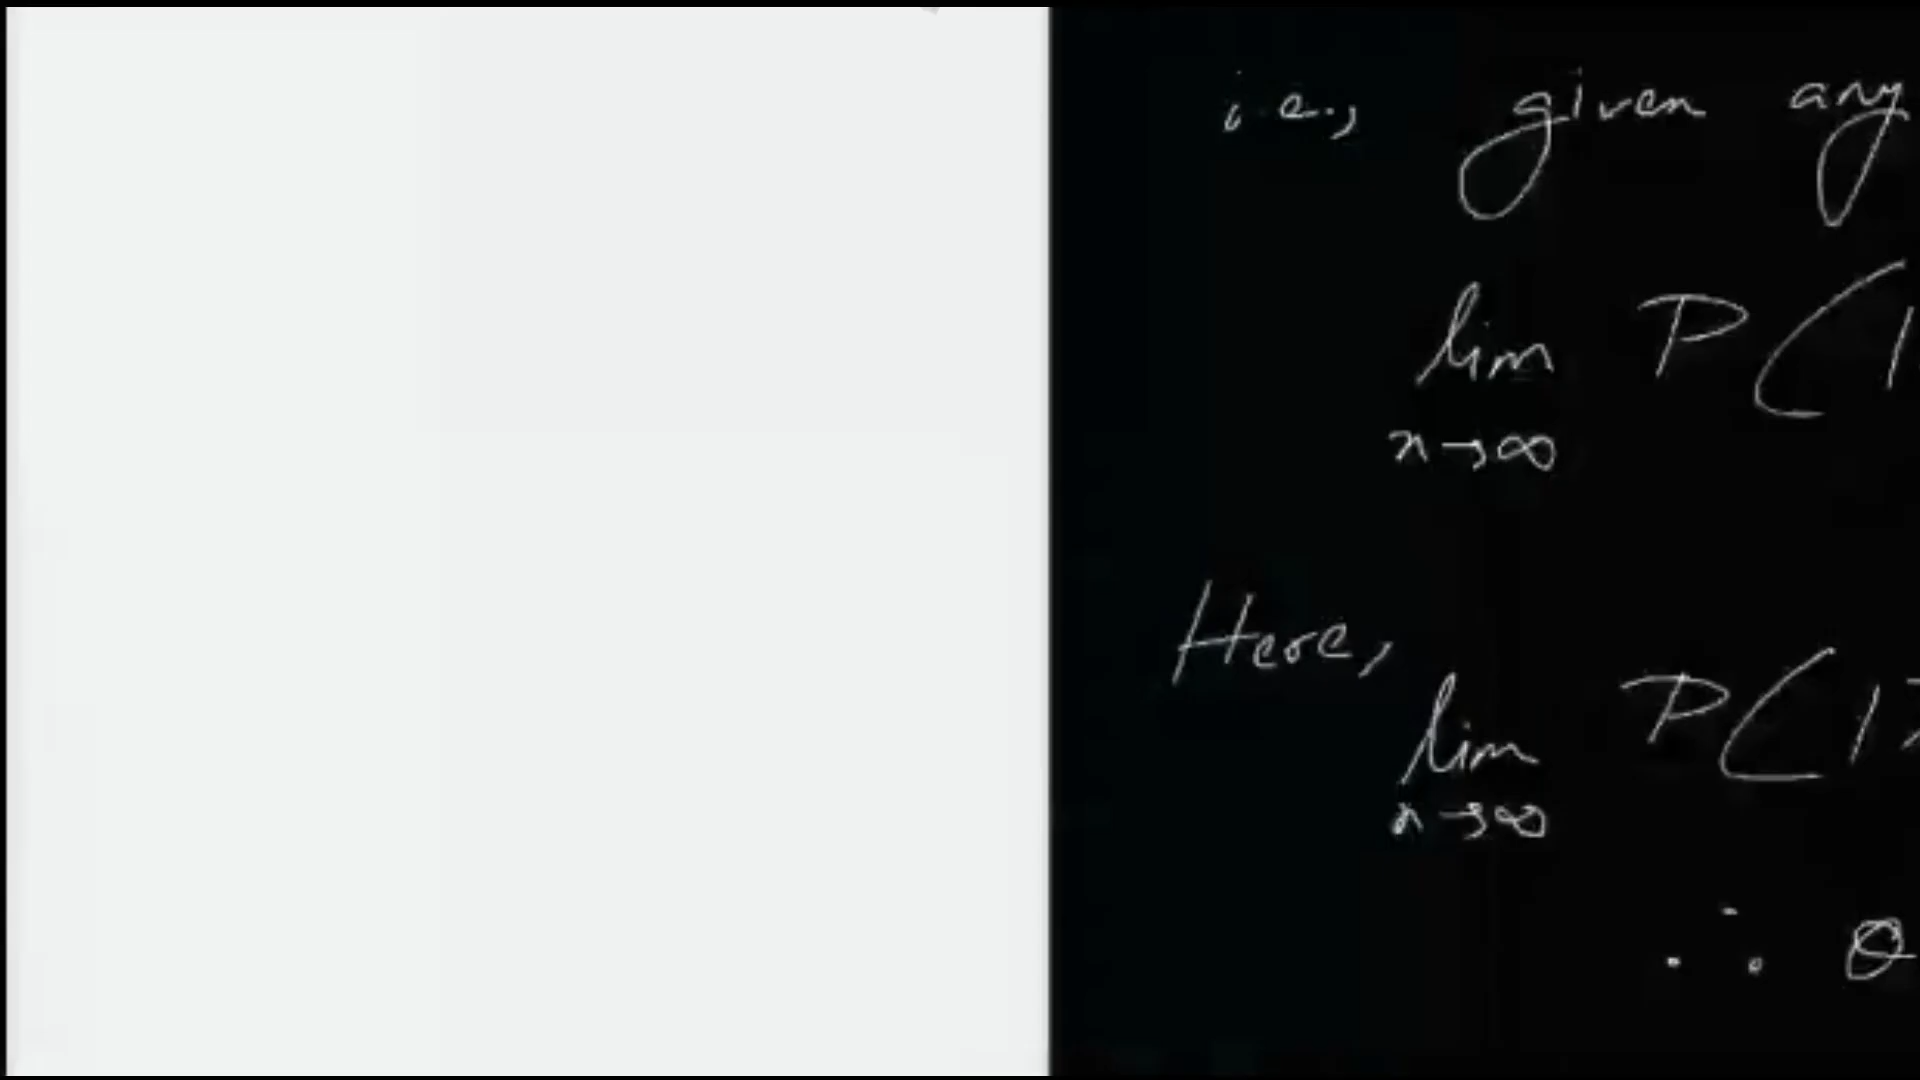 i.e., given any
lim P(|
n→∞
Here,
lim P(|
n→∞
∴ θ